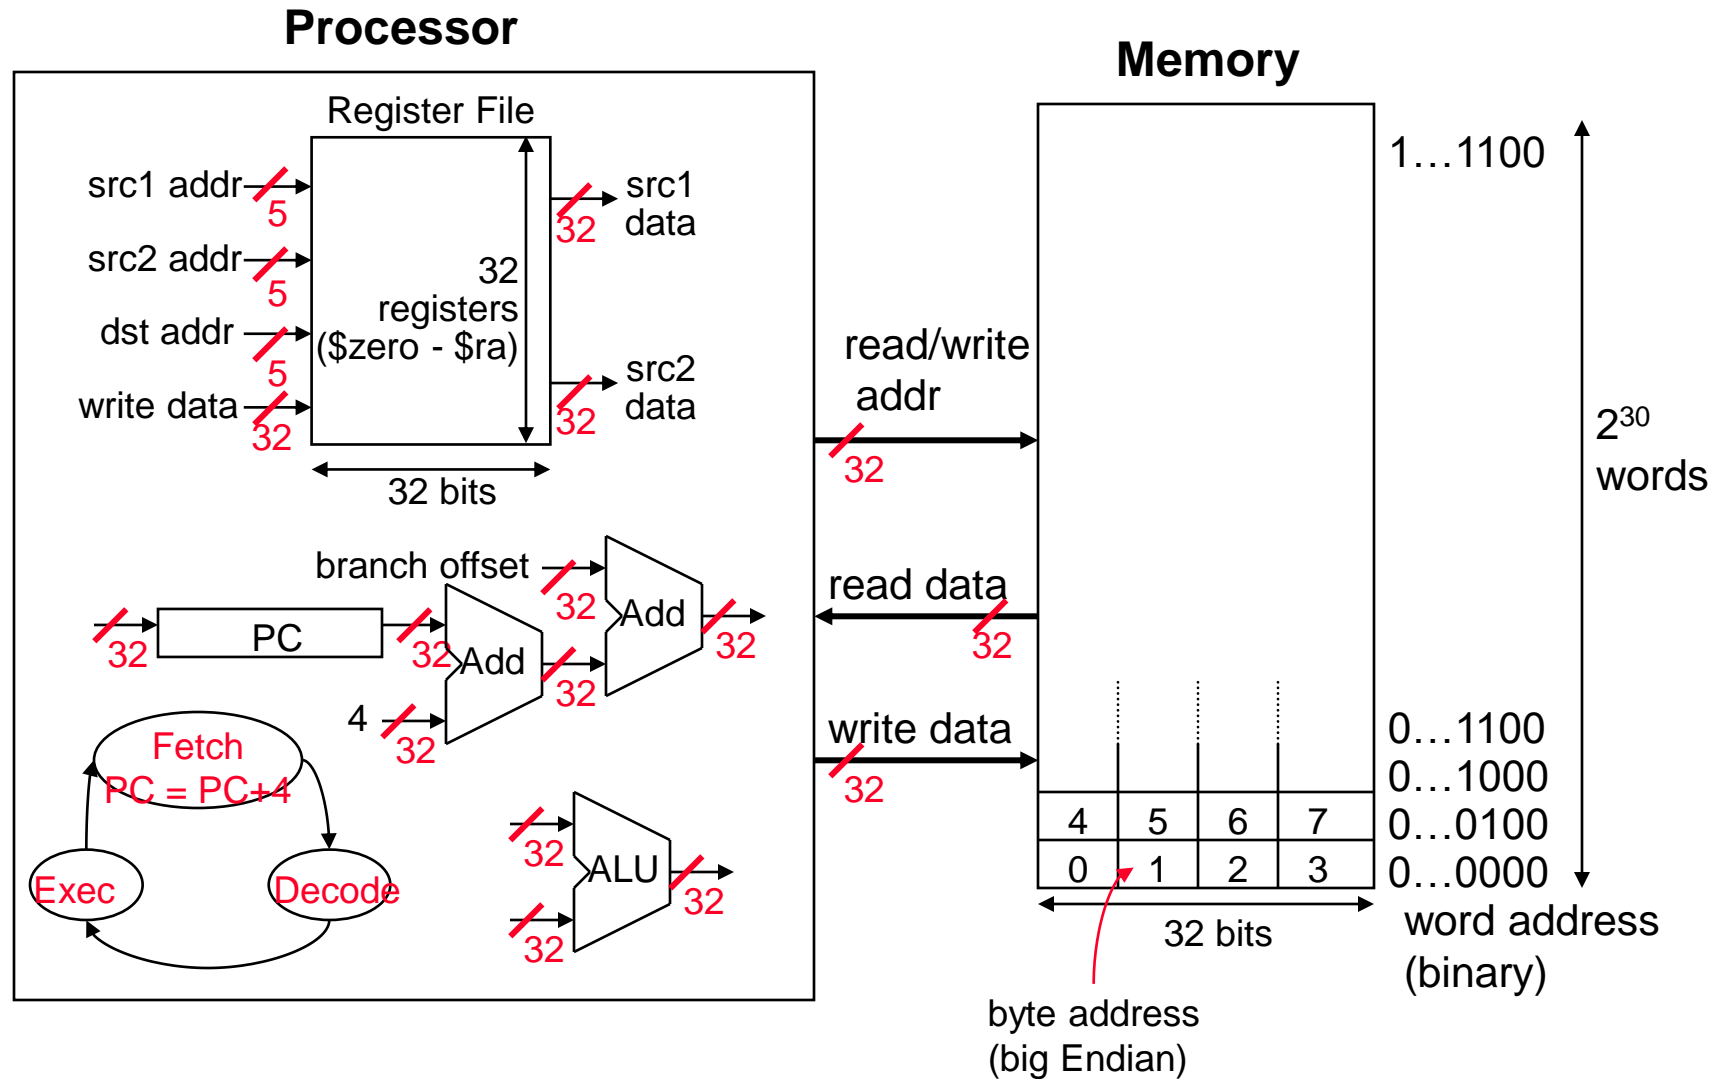 Processor
Register File
src1 addr
5
src2 addr
5
dst addr
5
write data
32
32
registers
($zero - $ra)
32 bits
src1
data
32
src2
data
32
branch offset
32
Add
32
32
PC
32
Add
32
4
32
Fetch
PC = PC+4
Exec
Decode
32
ALU
32
32
read/write
addr
32
read data
32
write data
32
Memory
1…1100
2³⁰
words
0…1100
0…1000
4 5 6 7 0…0100
0 1 2 3 0…0000
32 bits
word address
(binary)
byte address
(big Endian)